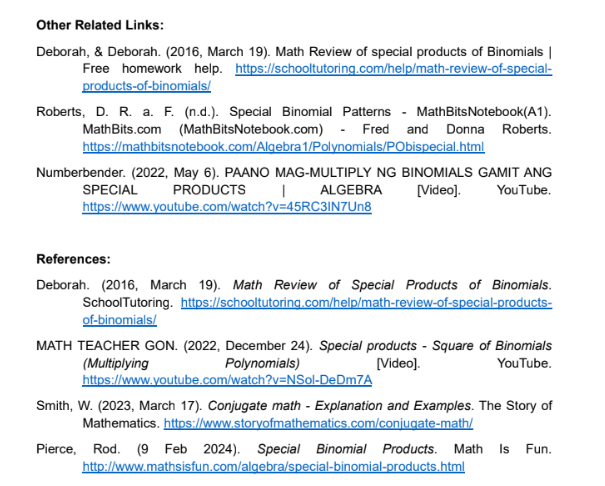 Other Related Links:
Deborah, & Deborah. (2016, March 19). Math Review of special products of Binomials |
Free homework help. https://schooltutoring.com/help/math-review-of-special-
products-of-binomials/
Roberts, D. R. a. F. (n.d.). Special Binomial Patterns - MathBitsNotebook(A1).
MathBits.com (MathBitsNotebook.com) - Fred and Donna Roberts.
https://mathbitsnotebook.com/Algebra1/Polynomials/PObispecial.html
Numberbender. (2022, May 6). PAANO MAG-MULTIPLY NG BINOMIALS GAMIT ANG
SPECIAL PRODUCTS | ALGEBRA [Video]. YouTube.
https://www.youtube.com/watch?v=45RC3IN7Un8
References:
Deborah. (2016, March 19). Math Review of Special Products of Binomials.
SchoolTutoring. https://schooltutoring.com/help/math-review-of-special-products-
of-binomials/
MATH TEACHER GON. (2022, December 24). Special products - Square of Binomials
(Multiplying Polynomials) [Video]. YouTube.
https://www.youtube.com/watch?v=NSol-DeDm7A
Smith, W. (2023, March 17). Conjugate math - Explanation and Examples. The Story of
Mathematics. https://www.storyofmathematics.com/conjugate-math/
Pierce, Rod. (9 Feb 2024). Special Binomial Products. Math Is Fun.
http://www.mathsisfun.com/algebra/special-binomial-products.html